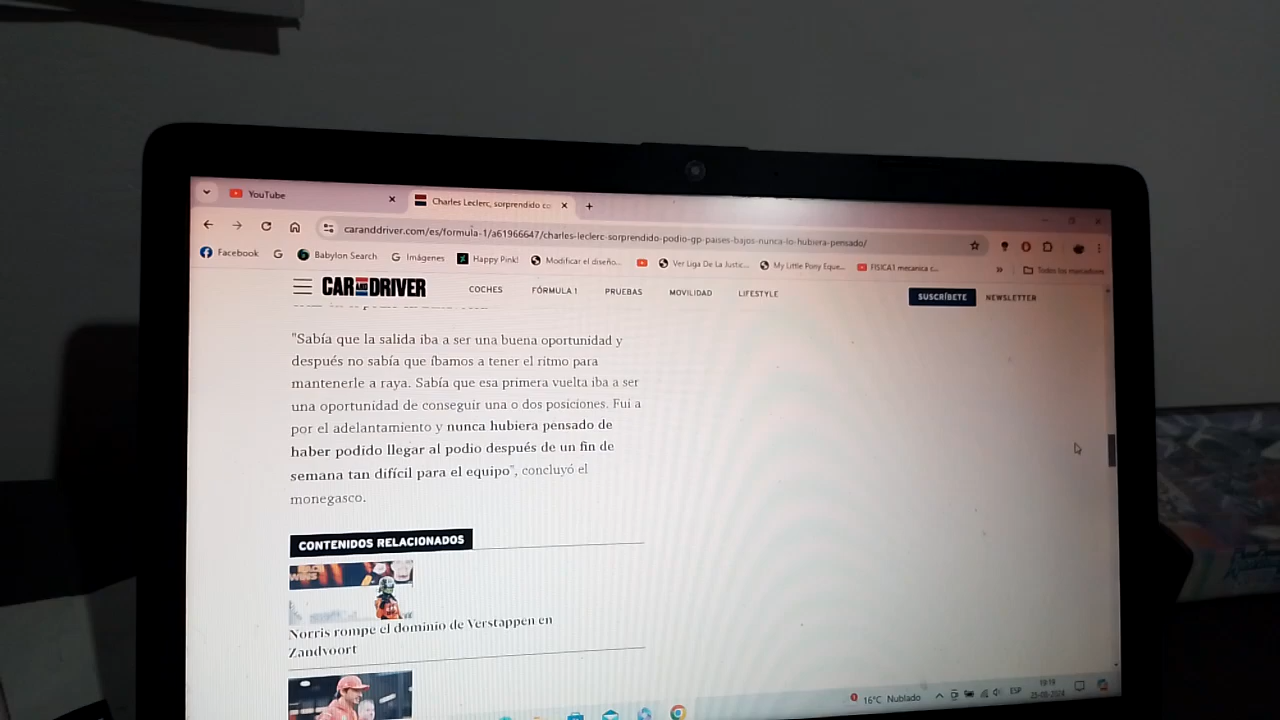 YouTube
Charles Leclerc, sorprendido co
caranddriver.com/es/formula-1/a61966647/charles-leclerc-sorprendido-podio-gp-paises-bajos-nunca-lo-hubiera-pensado/
Facebook G Babylon Search Imágenes Happy Pink! Modificar el diseño... Ver Liga De La Justic... My Little Pony Eque... FISICA1 mecanica c... » Todos los marcadores
CAR AND DRIVER COCHES FÓRMULA 1 PRUEBAS MOVILIDAD LIFESTYLE SUSCRÍBETE NEWSLETTER
"Sabía que la salida iba a ser una buena oportunidad y
después no sabía que íbamos a tener el ritmo para
mantenerle a raya. Sabía que esa primera vuelta iba a ser
una oportunidad de conseguir una o dos posiciones. Fui a
por el adelantamiento y nunca hubiera pensado de
haber podido llegar al podio después de un fin de
semana tan difícil para el equipo", concluyó el
monegasco.
CONTENIDOS RELACIONADOS
Norris rompe el dominio de Verstappen en
Zandvoort
16°C Nublado ESP 19:19
25-08-2024